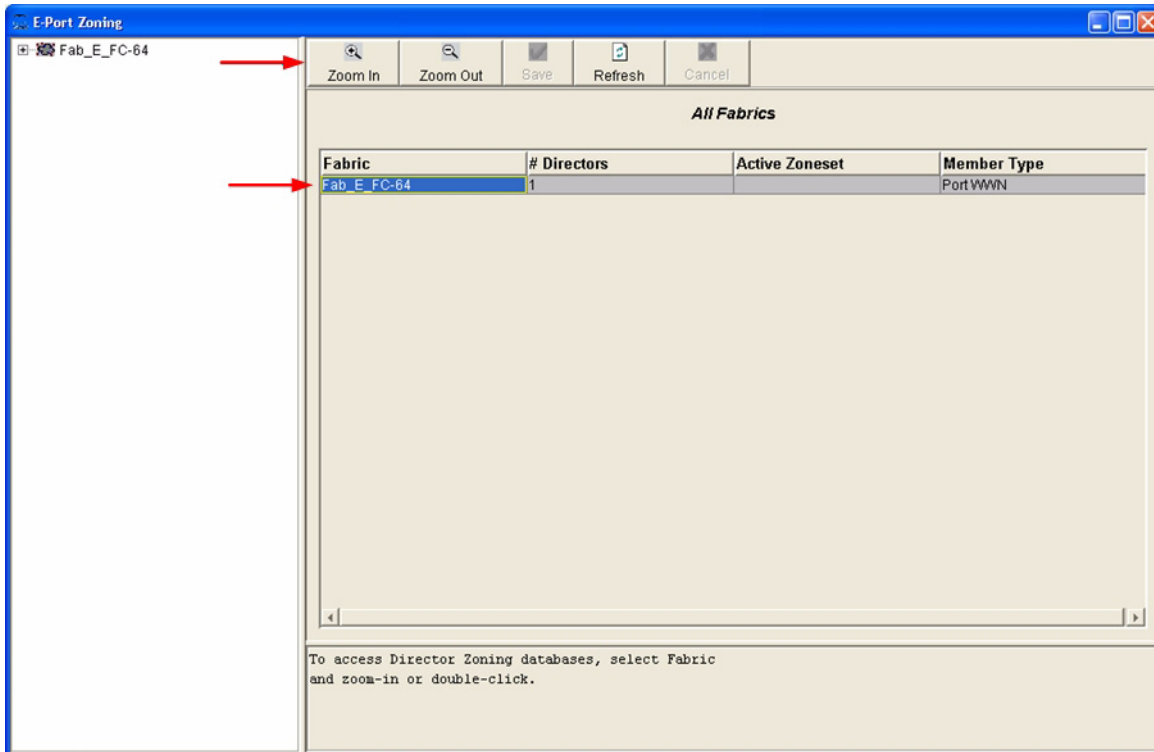 E-Port Zoning
Fab_E_FC-64
Zoom In Zoom Out Save Refresh Cancel
All Fabrics
Fabric # Directors Active Zoneset Member Type
Fab_E_FC-64 1 Port WWN
To access Director Zoning databases, select Fabric
and zoom-in or double-click.